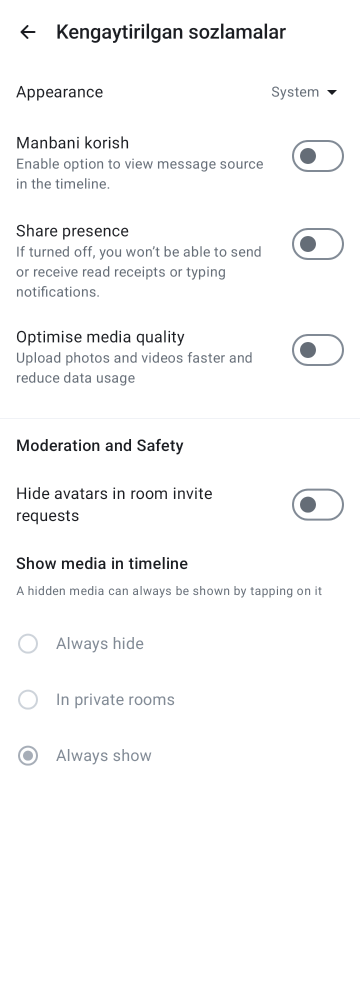 Kengaytirilgan sozlamalar
Appearance
System
Manbani korish
Enable option to view message source
in the timeline.
Share presence
If turned off, you won’t be able to send
or receive read receipts or typing
notifications.
Optimise media quality
Upload photos and videos faster and
reduce data usage
Moderation and Safety
Hide avatars in room invite
requests
Show media in timeline
A hidden media can always be shown by tapping on it
Always hide
In private rooms
Always show